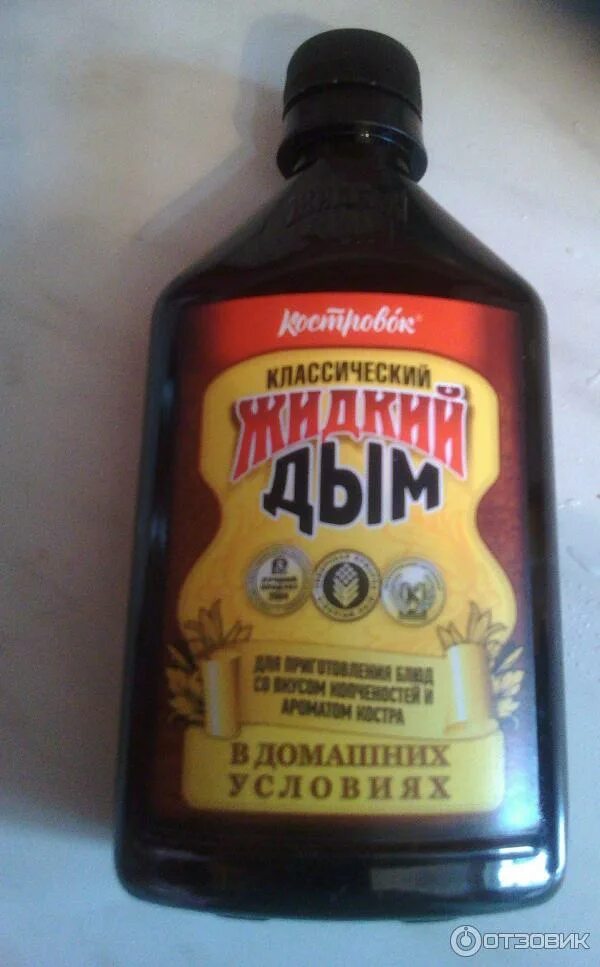 Костровок®
КЛАССИЧЕСКИЙ
ЖИДКИЙ
ДЫМ
ДЛЯ ПРИГОТОВЛЕНИЯ БЛЮД
СО ВКУСОМ КОПЧЕНОСТЕЙ И
АРОМАТОМ КОСТРА
В ДОМАШНИХ
УСЛОВИЯХ
ОТЗОВИК